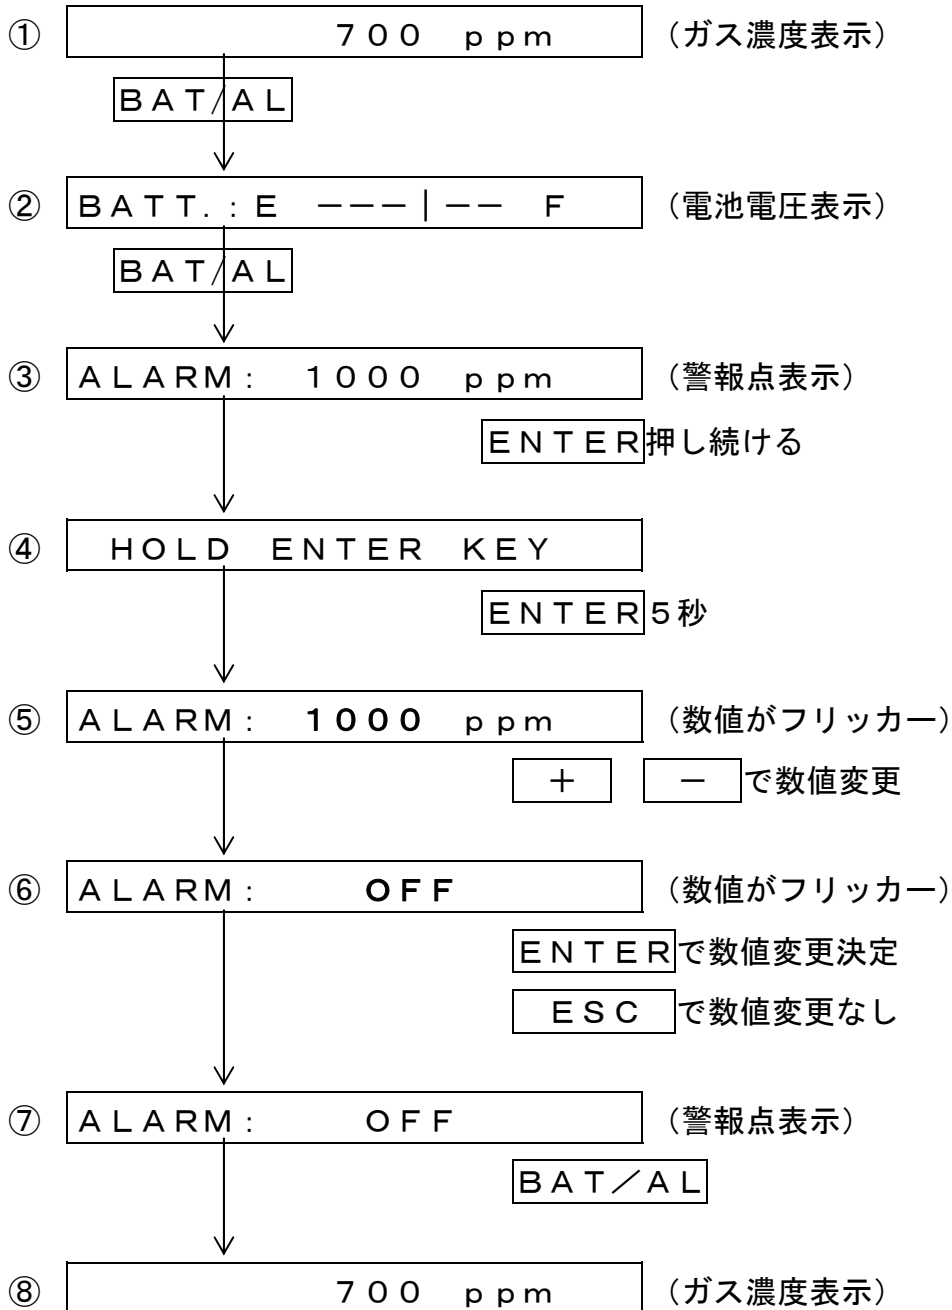 ① 700 ppm (ガス濃度表示)
BAT/AL
② BATT.:E ---|-- F (電池電圧表示)
BAT/AL
③ ALARM: 1000 ppm (警報点表示)
ENTER押し続ける
④ HOLD ENTER KEY
ENTER5秒
⑤ ALARM: 1000 ppm (数値がフリッカー)
+ -で数値変更
⑥ ALARM: OFF (数値がフリッカー)
ENTERで数値変更決定
ESCで数値変更なし
⑦ ALARM: OFF (警報点表示)
BAT/AL
⑧ 700 ppm (ガス濃度表示)